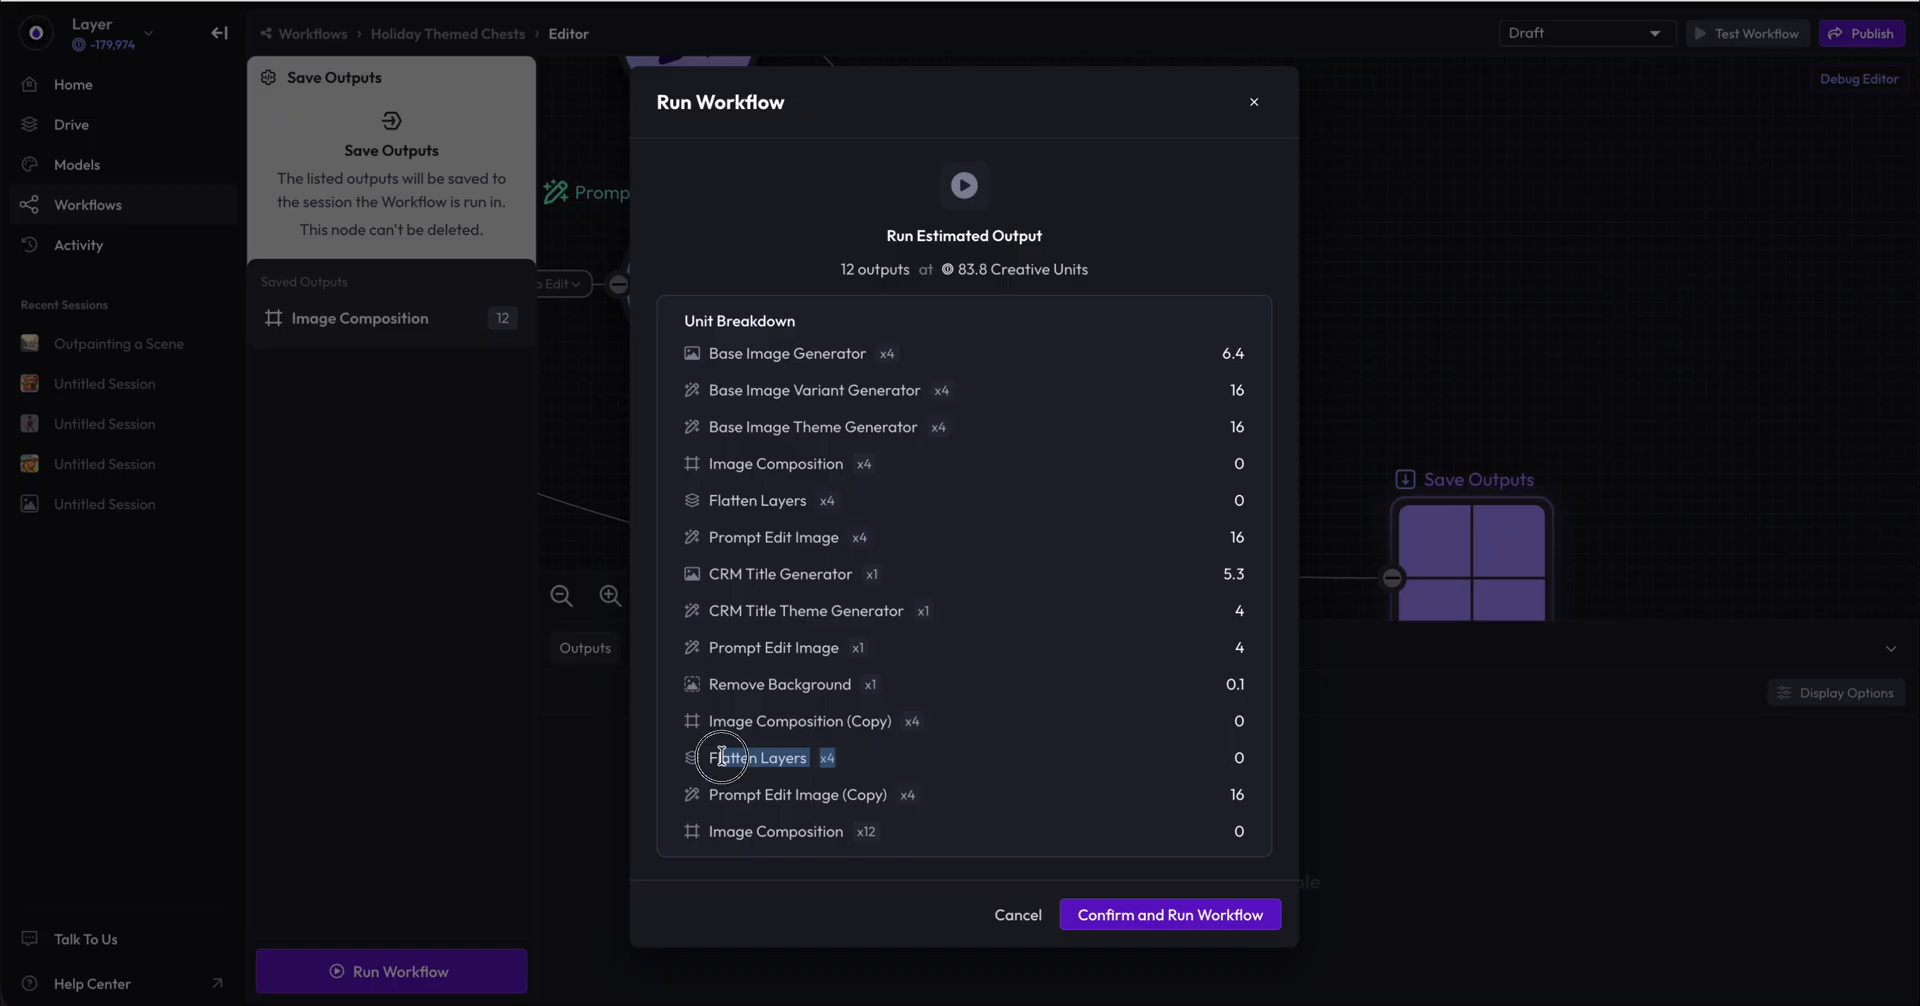 Layer
-179,974
Home
Drive
Models
Workflows
Activity
Recent Sessions
Outpainting a Scene
Untitled Session
Untitled Session
Untitled Session
Untitled Session
Talk To Us
Help Center
Workflows › Holiday Themed Chests › Editor
Draft
Test Workflow
Publish
Debug Editor
Save Outputs
Save Outputs
The listed outputs will be saved to
the session the Workflow is run in.
This node can't be deleted.
Saved Outputs
Image Composition 12
Run Workflow
Promp
Edit
Outputs
Run Workflow
Run Estimated Output
12 outputs at 83.8 Creative Units
Unit Breakdown
Base Image Generator x4 6.4
Base Image Variant Generator x4 16
Base Image Theme Generator x4 16
Image Composition x4 0
Flatten Layers x4 0
Prompt Edit Image x4 16
CRM Title Generator x1 5.3
CRM Title Theme Generator x1 4
Prompt Edit Image x1 4
Remove Background x1 0.1
Image Composition (Copy) x4 0
Flatten Layers x4 0
Prompt Edit Image (Copy) x4 16
Image Composition x12 0
Cancel
Confirm and Run Workflow
Save Outputs
Display Options